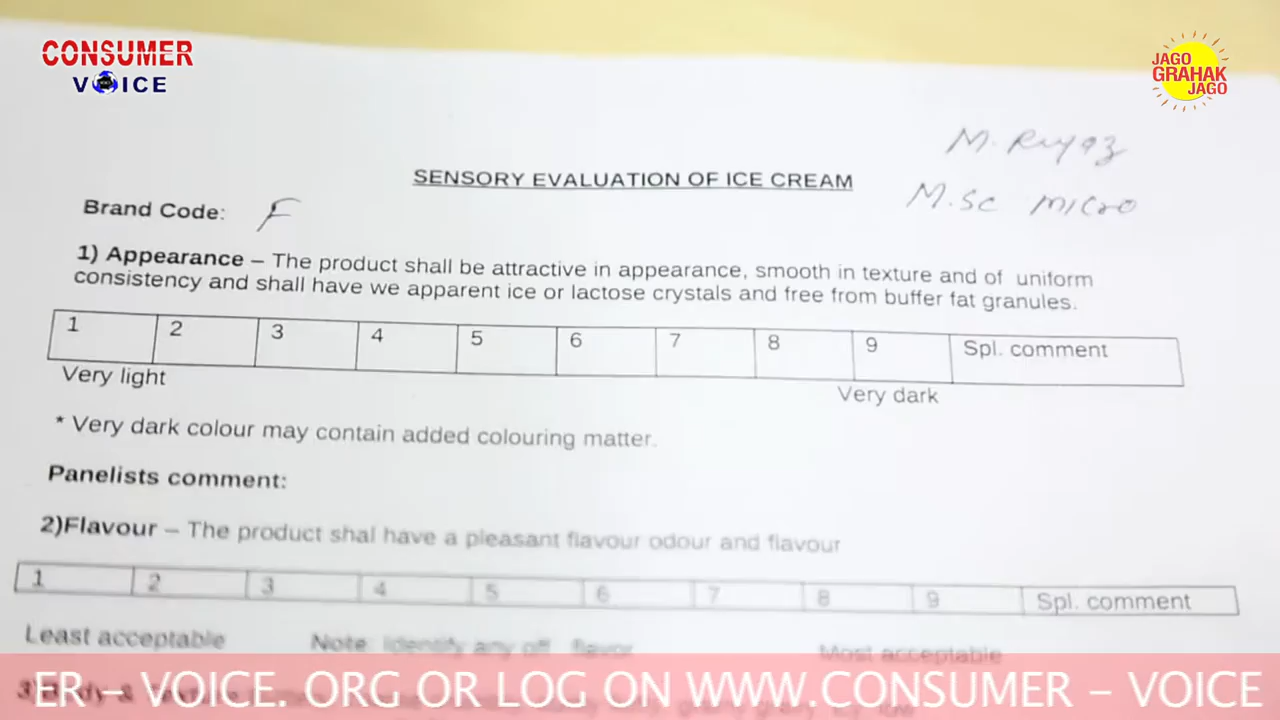 CONSUMER
VOICE
JAGO
GRAHAK
JAGO
M.
M.Sc Micro
SENSORY EVALUATION OF ICE CREAM
Brand Code: F
1) Appearance – The product shall be attractive in appearance, smooth in texture and of uniform
consistency and shall have we apparent ice or lactose crystals and free from buffer fat granules.
1 2 3 4 5 6 7 8 9 Spl. comment
Very light Very dark
* Very dark colour may contain added colouring matter.
Panelists comment:
2)Flavour – The product shal have a pleasant flavour odour and flavour
1 2 3 4 5 6 7 8 9 Spl. comment
Least acceptable Note: Identify any off flavor Most acceptable
ER – VOICE. ORG OR LOG ON WWW.CONSUMER – VOICE